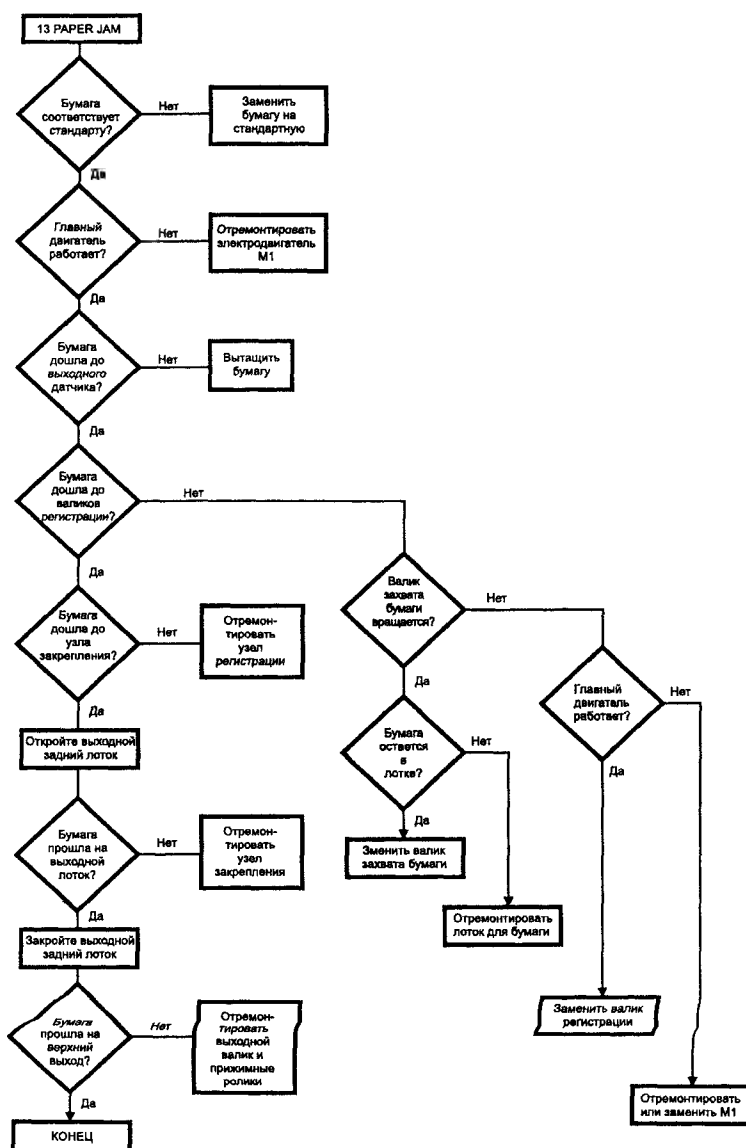 13 PAPER JAM
Бумага
соответствует
стандарту?
Нет
Заменить
бумагу на
стандартную
Да
Главный
двигатель
работает?
Нет
Отремонтировать
электродвигатель
М1
Да
Бумага
дошла до
выходного
датчика?
Нет
Вытащить
бумагу
Да
Бумага
дошла до
валиков
регистрации?
Нет
Да
Бумага
дошла до
узла
закрепления?
Нет
Отремон-
тировать
узел
регистрации
Валик
захвата
бумаги
вращается?
Нет
Да
Главный
двигатель
работает?
Нет
Да
Да
Откройте выходной
задний лоток
Бумага
остается
в
лотке?
Нет
Да
Зменить валик
захвата бумаги
Бумага
прошла на
выходной
лоток?
Нет
Отремон-
тировать
узел
закрепления
Отремонтировать
лоток для бумаги
Да
Закройте выходной
задний лоток
Бумага
прошла на
верхний
выход?
Нет
Отремон-
тировать
выходной
валик и
прижимные
ролики
Заменить валик
регистрации
Да
КОНЕЦ
Отремонтировать
или заменить М1